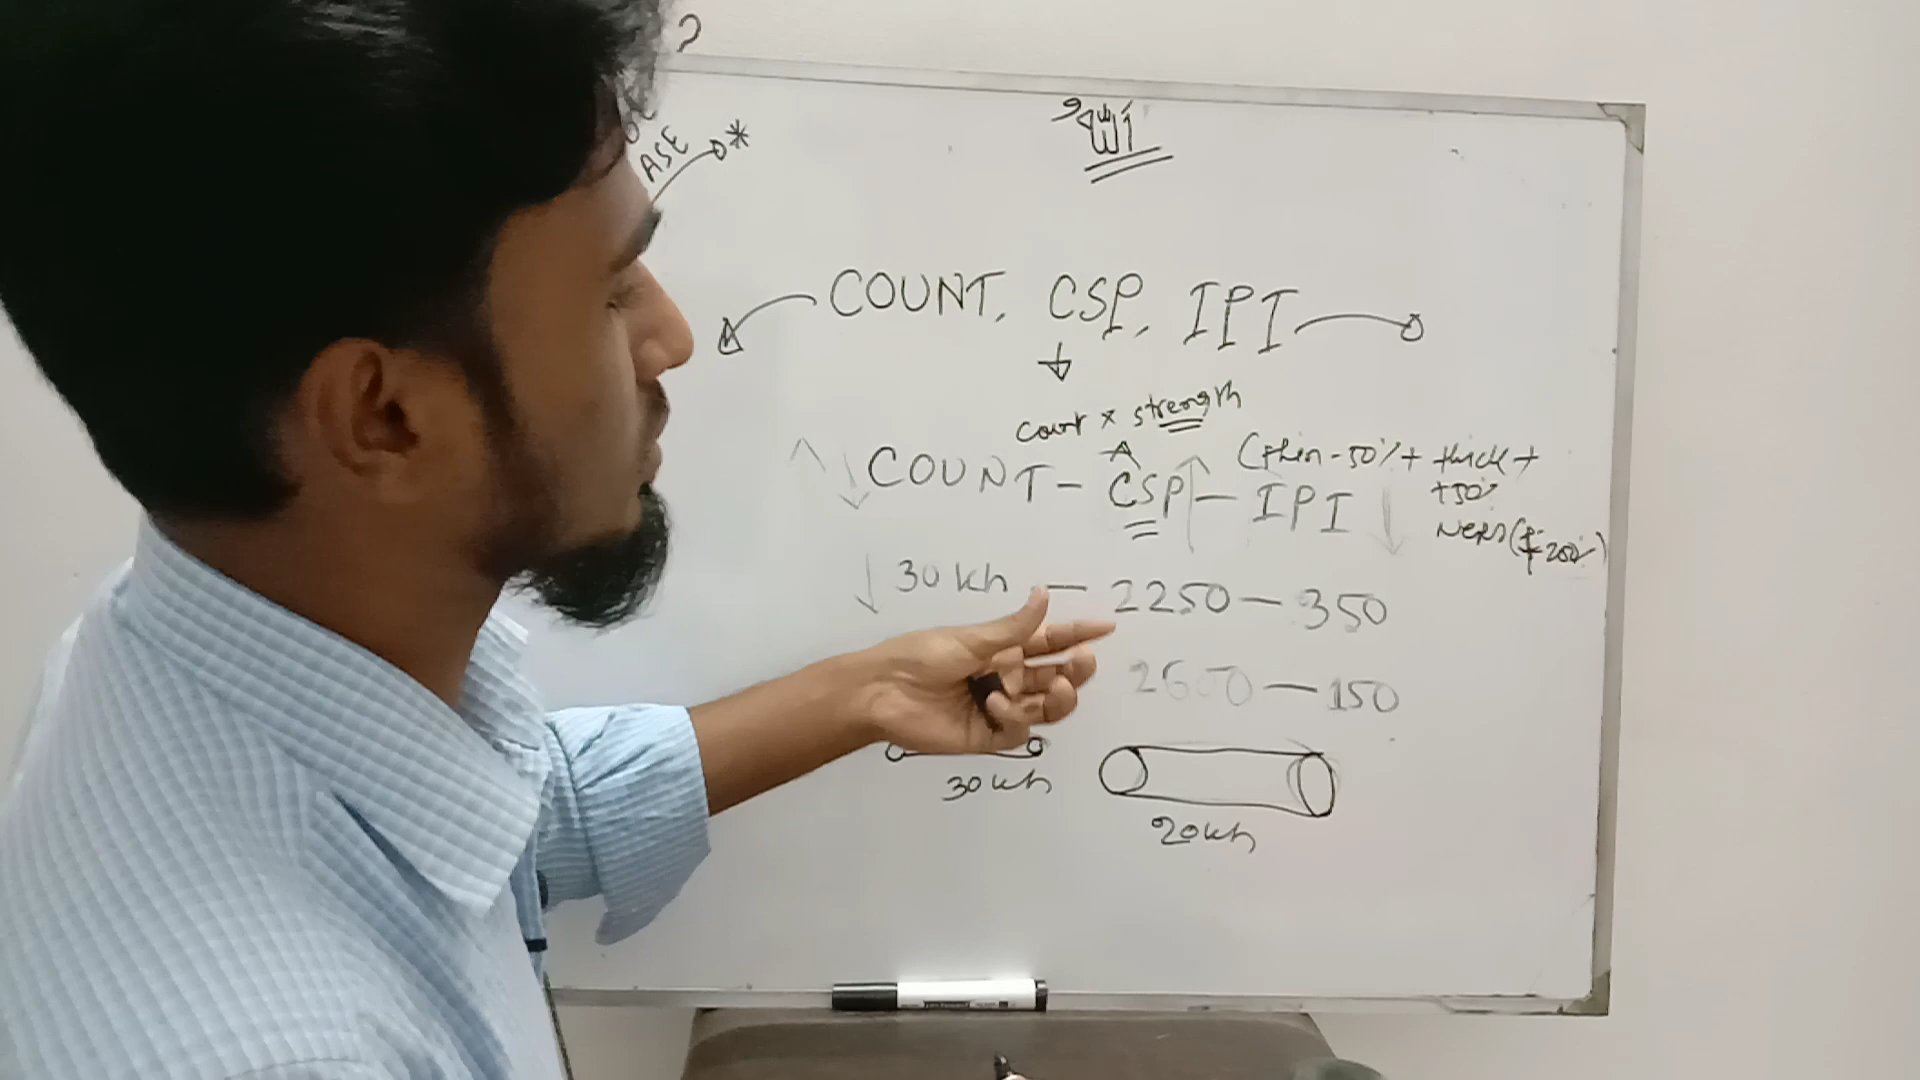 ASE
সূতা
COUNT, CSP, IPI
count × strength
COUNT - CSP - IPI
(thin - 50% + thick +
+50%
NEPS (+200%)
30 kh - 2250 - 350
2600 - 150
30 kh
20 kh